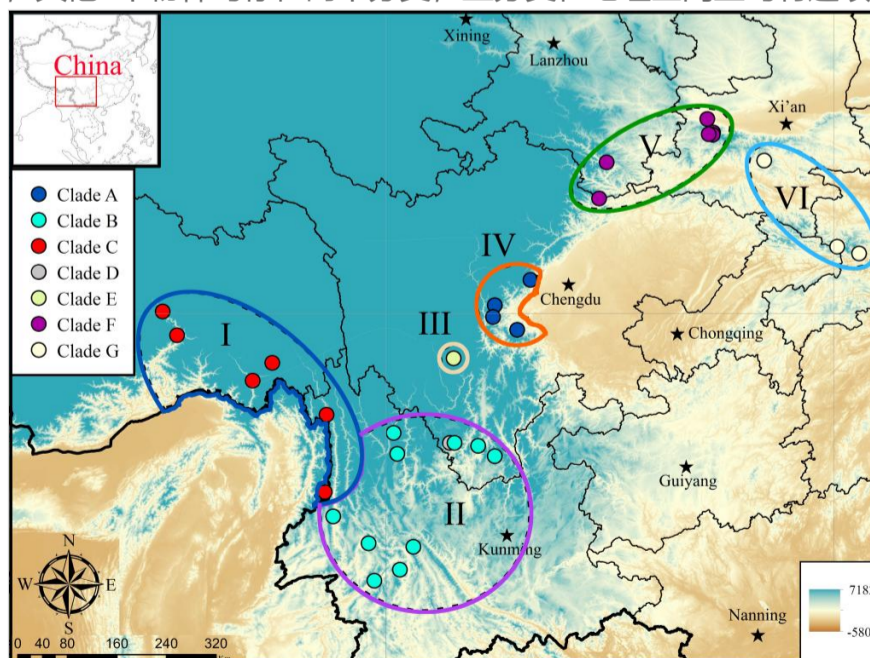 Xining
Lanzhou
China
Xi'an
V
VI
Clade A
Clade B
Clade C
Clade D
Clade E
Clade F
Clade G
IV
Chengdu
I
III
Chongqing
Guiyang
II
Kunming
N
W E
S
7182
-580
Nanning
0 40 80 160 240 320